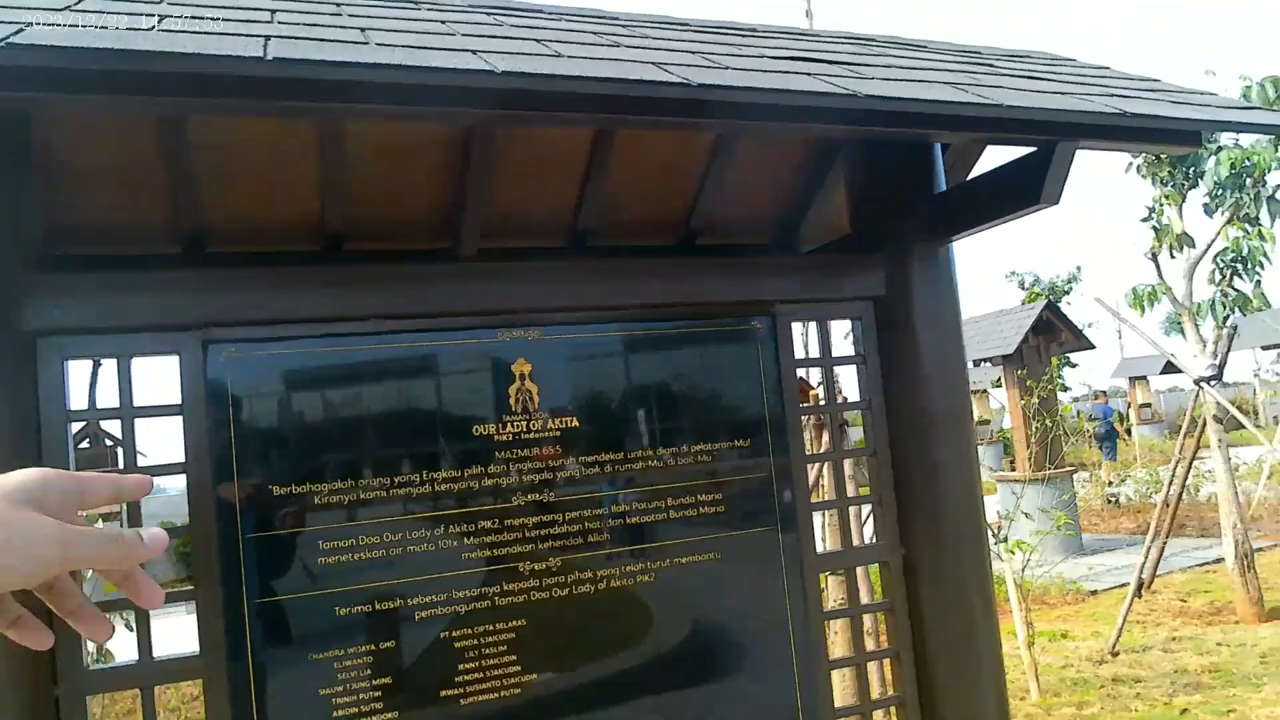 2023/12/22 14:57:53
TAMAN DOA
OUR LADY OF AKITA
PIK2 - Indonesia
MAZMUR 65:5
"Berbahagialah orang yang Engkau pilih dan Engkau suruh mendekat untuk diam di pelataran-Mu!
Kiranya kami menjadi kenyang dengan segala yang baik di rumah-Mu, di bait-Mu."
Taman Doa Our Lady of Akita PIK2, mengenang peristiwa Ilahi Patung Bunda Maria
meneteskan air mata 101x. Meneladani kerendahan hati dan ketaatan Bunda Maria
melaksanakan kehendak Allah
Terima kasih sebesar-besarnya kepada para pihak yang telah turut membantu
pembangunan Taman Doa Our Lady of Akita PIK2
CHANDRA WIJAYA. GHO
ELIWANTO
SELVI LIA
SIAUW TJUNG MING
TRINIH PUTIH
ABIDIN SUTIO
PT AKITA CIPTA SELARAS
WINDA SJAICUDIN
LILY TASLIM
JENNY SJAICUDIN
HENDRA SJAICUDIN
IRWAN SUSIANTO SJAICUDIN
SURYAWAN PUTIH